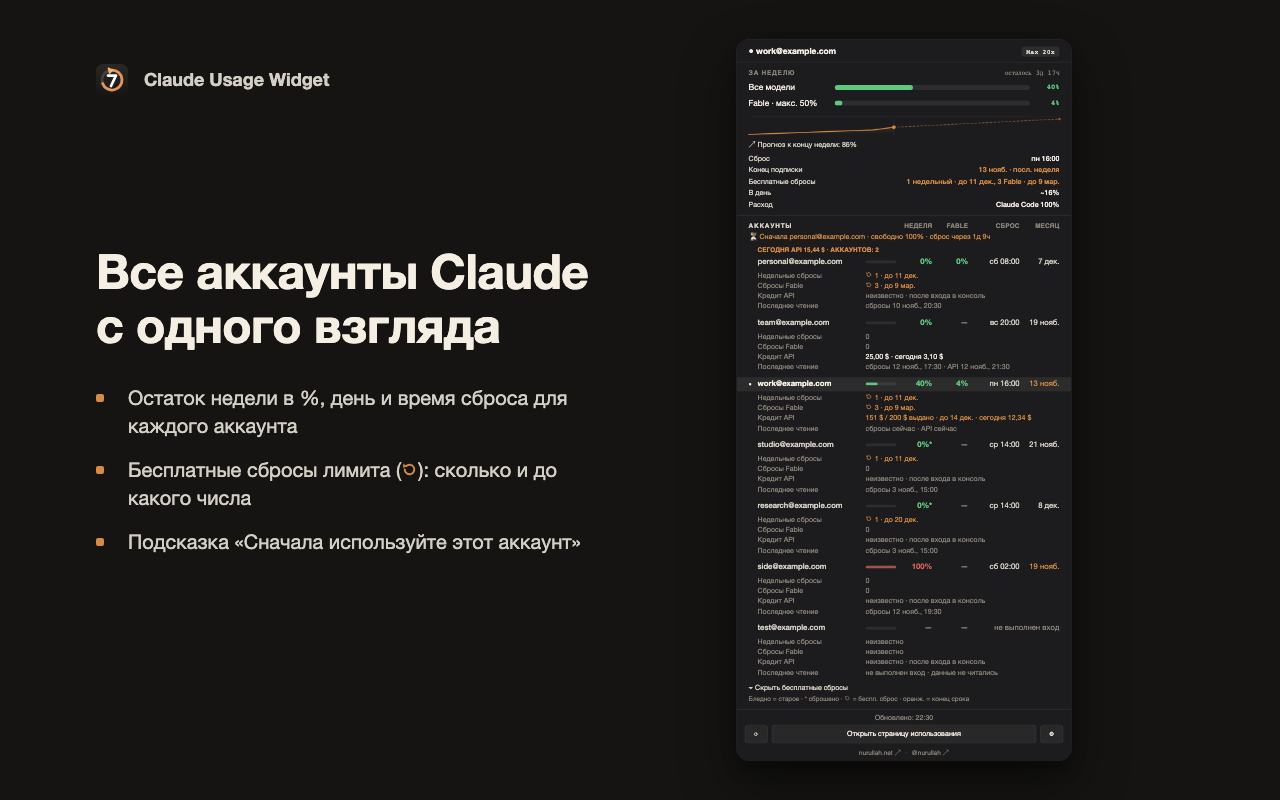 7
Claude Usage Widget
Все аккаунты Claude
с одного взгляда
Остаток недели в %, день и время сброса для
каждого аккаунта
Бесплатные сбросы лимита (): сколько и до
какого числа
Подсказка «Сначала используйте этот аккаунт»
work@example.com Max 20x
ЗА НЕДЕЛЮ осталось 3д 17ч
Все модели 40%
Fable · макс. 50% 4%
Прогноз к концу недели: 86%
Сброс пн 16:00
Конец подписки 13 нояб. · посл. неделя
Бесплатные сбросы 1 недельный · до 11 дек., 3 Fable · до 9 мар.
В день ~16%
Расход Claude Code 100%
АККАУНТЫ НЕДЕЛЯ FABLE СБРОС МЕСЯЦ
Сначала personal@example.com · свободно 100% · сброс через 1д 9ч
СЕГОДНЯ API 15,44 $ · АККАУНТОВ: 2
personal@example.com 0% 0% сб 08:00 7 дек.
Недельные сбросы 1 · до 11 дек.
Сбросы Fable 3 · до 9 мар.
Кредит API неизвестно · после входа в консоль
Последнее чтение сбросы 10 нояб., 20:30
team@example.com 0% — вс 20:00 19 нояб.
Недельные сбросы 0
Сбросы Fable 0
Кредит API 25,00 $ · сегодня 3,10 $
Последнее чтение сбросы 12 нояб., 17:30 · API 12 нояб., 21:30
work@example.com 40% 4% пн 16:00 13 нояб.
Недельные сбросы 1 · до 11 дек.
Сбросы Fable 3 · до 9 мар.
Кредит API 151 $ / 200 $ выдано · до 14 дек. · сегодня 12,34 $
Последнее чтение сбросы сейчас · API сейчас
studio@example.com 0%* — ср 14:00 21 нояб.
Недельные сбросы 1 · до 11 дек.
Сбросы Fable 0
Кредит API неизвестно · после входа в консоль
Последнее чтение сбросы 3 нояб., 15:00
research@example.com 0%* — ср 14:00 8 дек.
Недельные сбросы 1 · до 20 дек.
Сбросы Fable 0
Кредит API неизвестно · после входа в консоль
Последнее чтение сбросы 3 нояб., 15:00
side@example.com 100% — сб 02:00 19 нояб.
Недельные сбросы 0
Сбросы Fable 0
Кредит API неизвестно · после входа в консоль
Последнее чтение сбросы 12 нояб., 19:30
test@example.com — — не выполнен вход
Недельные сбросы неизвестно
Сбросы Fable неизвестно
Кредит API неизвестно · после входа в консоль
Последнее чтение не выполнен вход · данные не читались
Скрыть бесплатные сбросы
Бледно = старое · * сброшено · = беспл. сброс · оранж. = конец срока
Обновлено: 22:30
Открыть страницу использования
nurullah.net · @nurullah